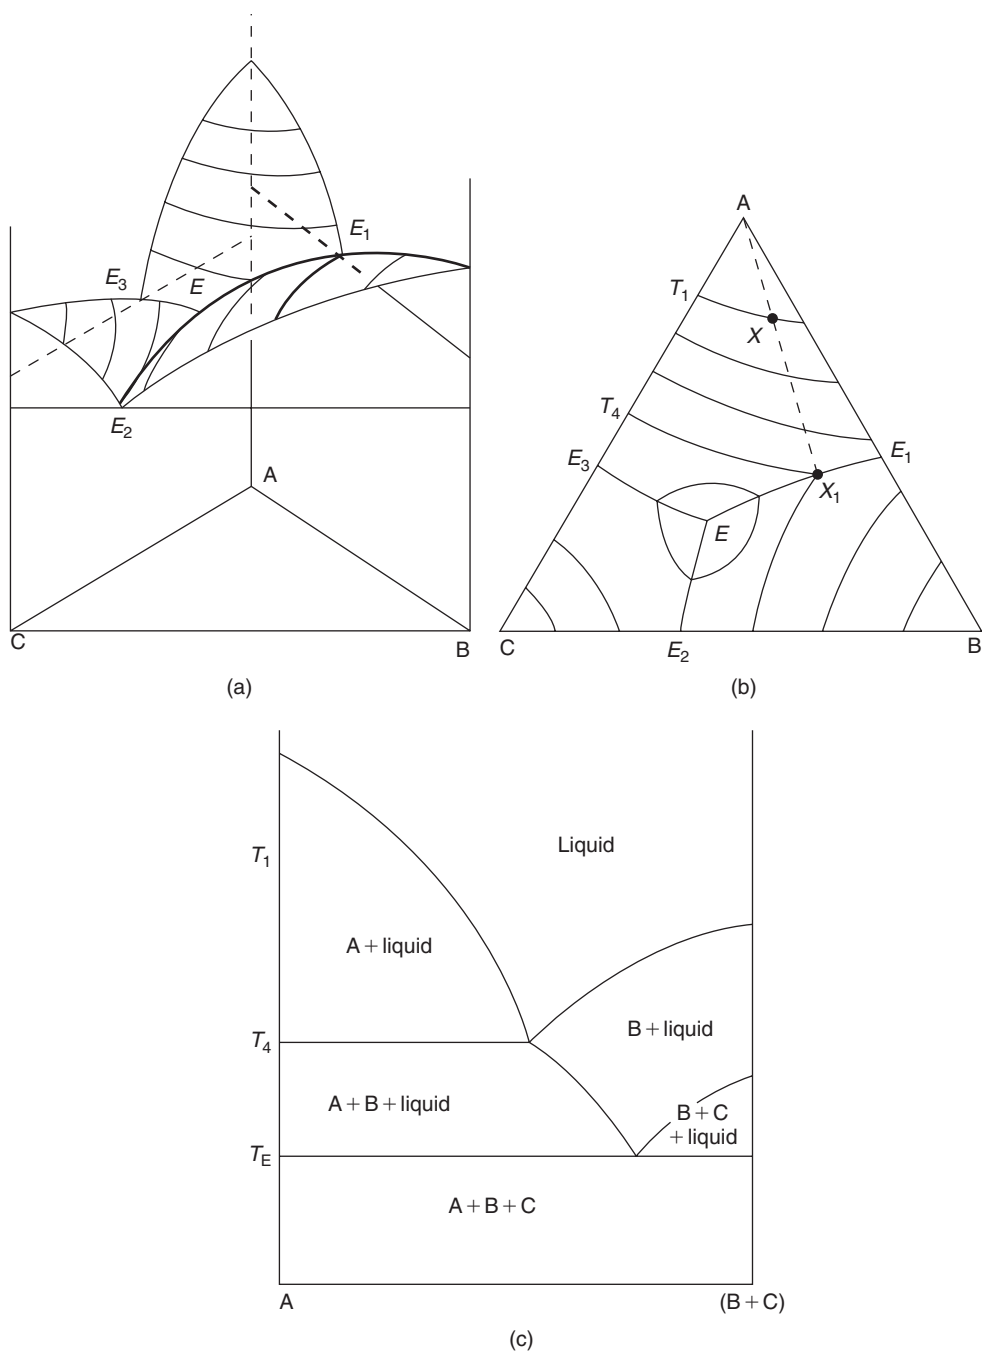 E1
E3
E
E2
A
C
B
(a)
A
T1
X
T4
E3
E1
X1
E
C
E2
B
(b)
T1
Liquid
A + liquid
T4
B + liquid
A + B + liquid
B + C
+ liquid
TE
A + B + C
A
(B + C)
(c)